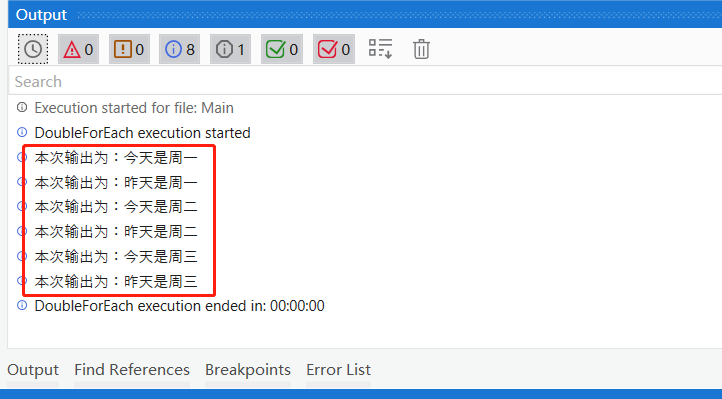 Output
0 0 8 1 0 0
Search
Execution started for file: Main
DoubleForEach execution started
本次输出为：今天是周一
本次输出为：昨天是周一
本次输出为：今天是周二
本次输出为：昨天是周二
本次输出为：今天是周三
本次输出为：昨天是周三
DoubleForEach execution ended in: 00:00:00
Output Find References Breakpoints Error List